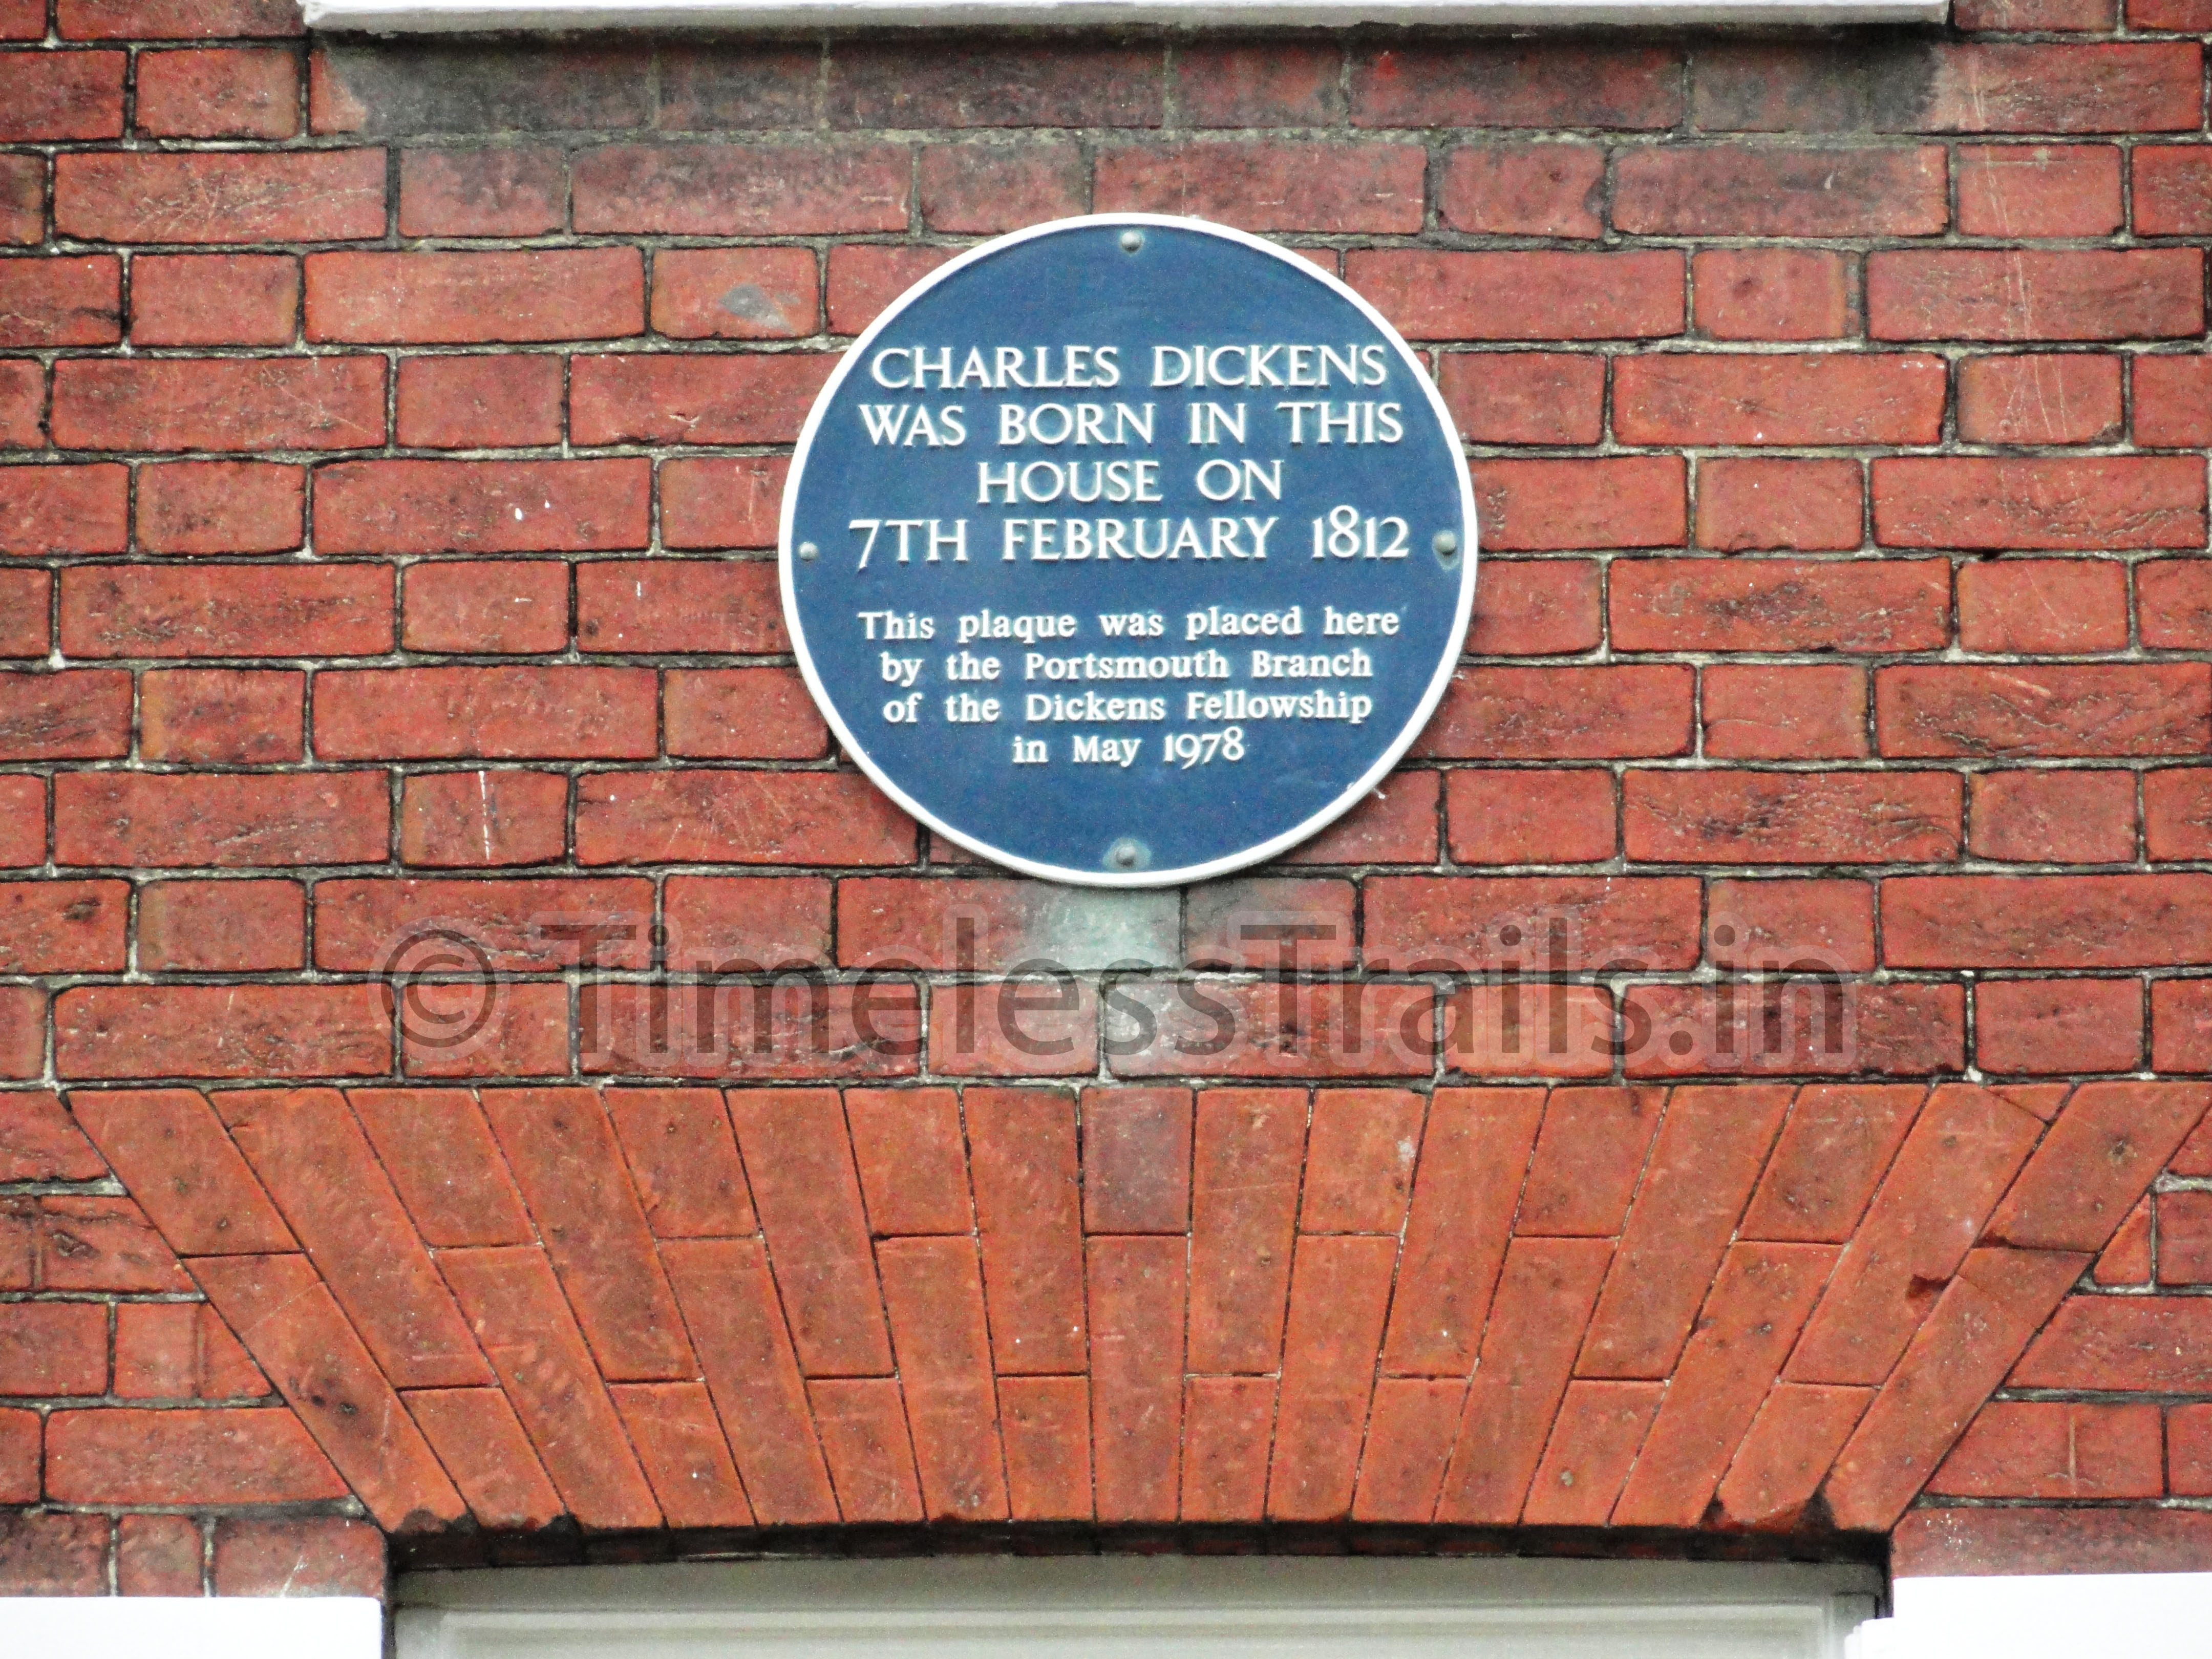 CHARLES DICKENS
WAS BORN IN THIS
HOUSE ON
7TH FEBRUARY 1812
This plaque was placed here
by the Portsmouth Branch
of the Dickens Fellowship
in May 1978
© TimelessTrails.in